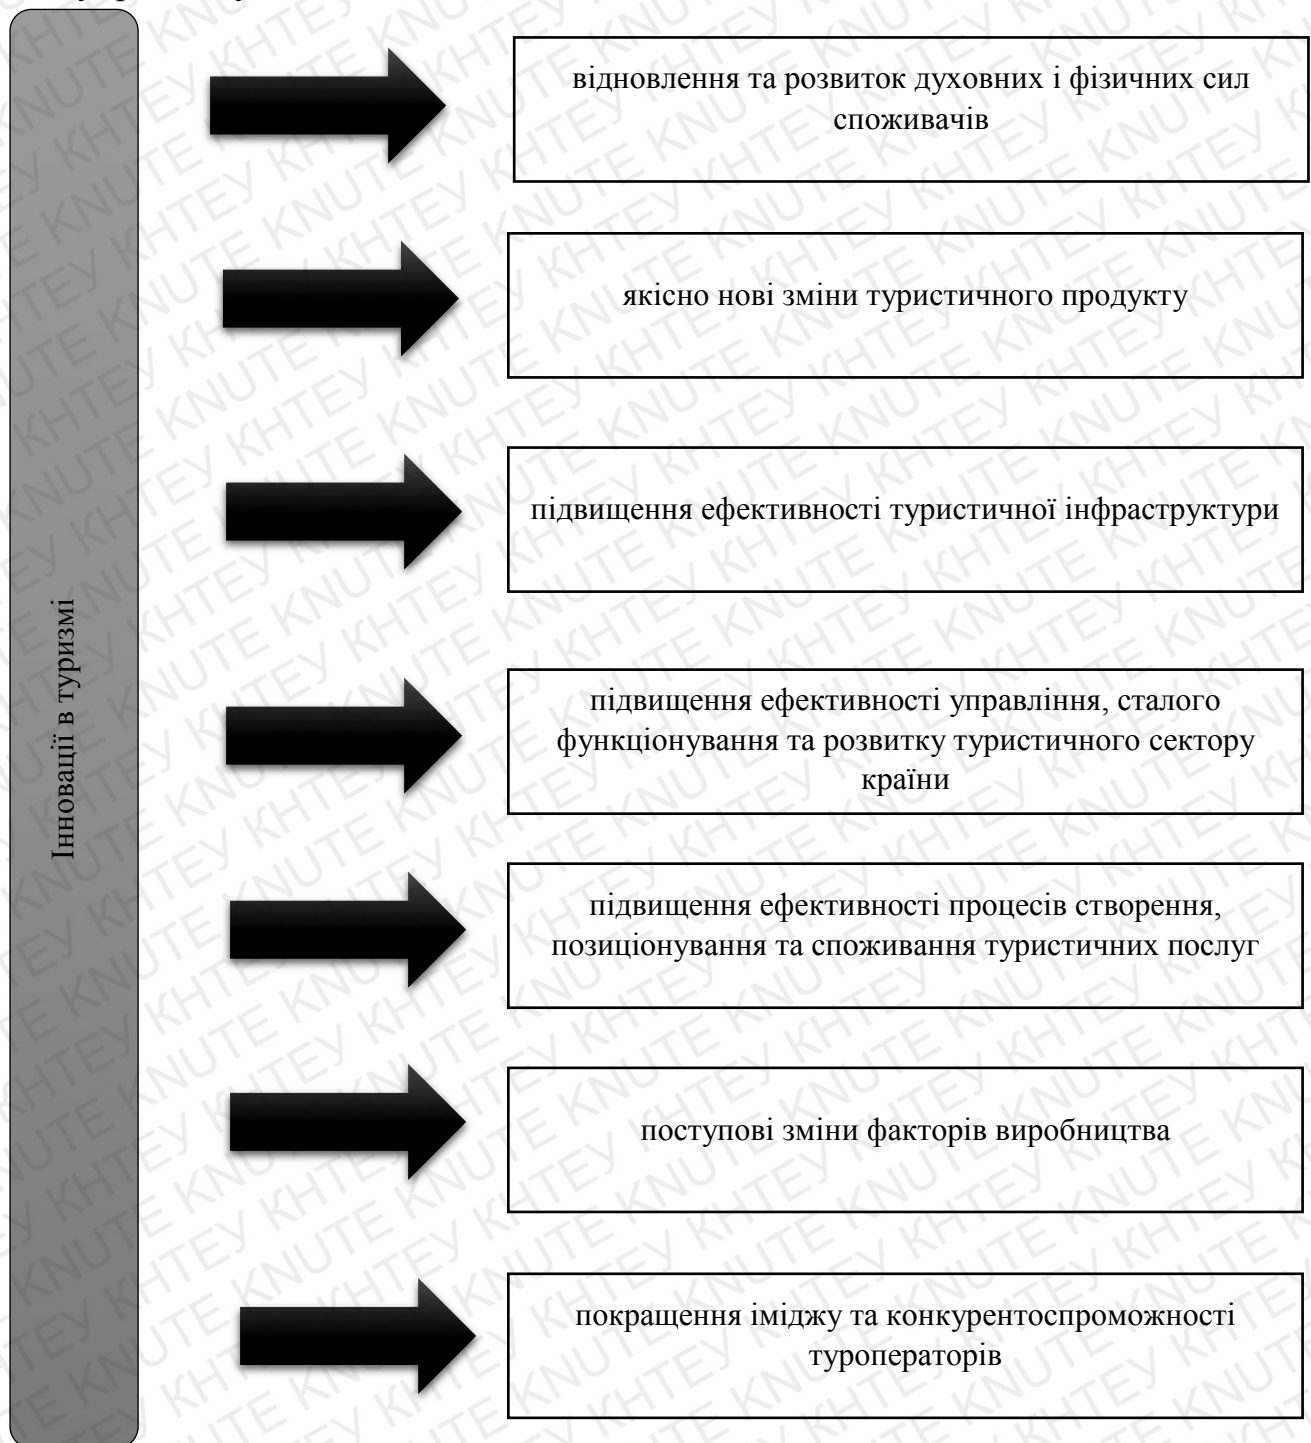 Інновації в туризмі
відновлення та розвиток духовних і фізичних сил
споживачів
якісно нові зміни туристичного продукту
підвищення ефективності туристичної інфраструктури
підвищення ефективності управління, сталого
функціонування та розвитку туристичного сектору
країни
підвищення ефективності процесів створення,
позиціонування та споживання туристичних послуг
поступові зміни факторів виробництва
покращення іміджу та конкурентоспроможності
туроператорів